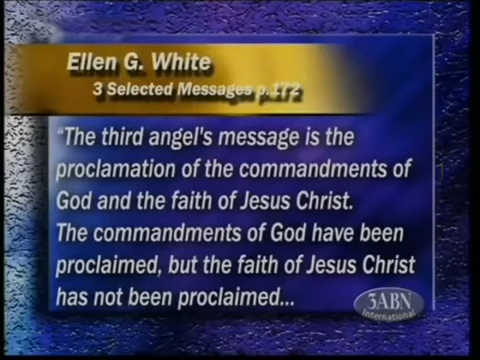 Ellen G. White
3 Selected Messages p.172
“The third angel's message is the
proclamation of the commandments of
God and the faith of Jesus Christ.
The commandments of God have been
proclaimed, but the faith of Jesus Christ
has not been proclaimed...
3ABN
International